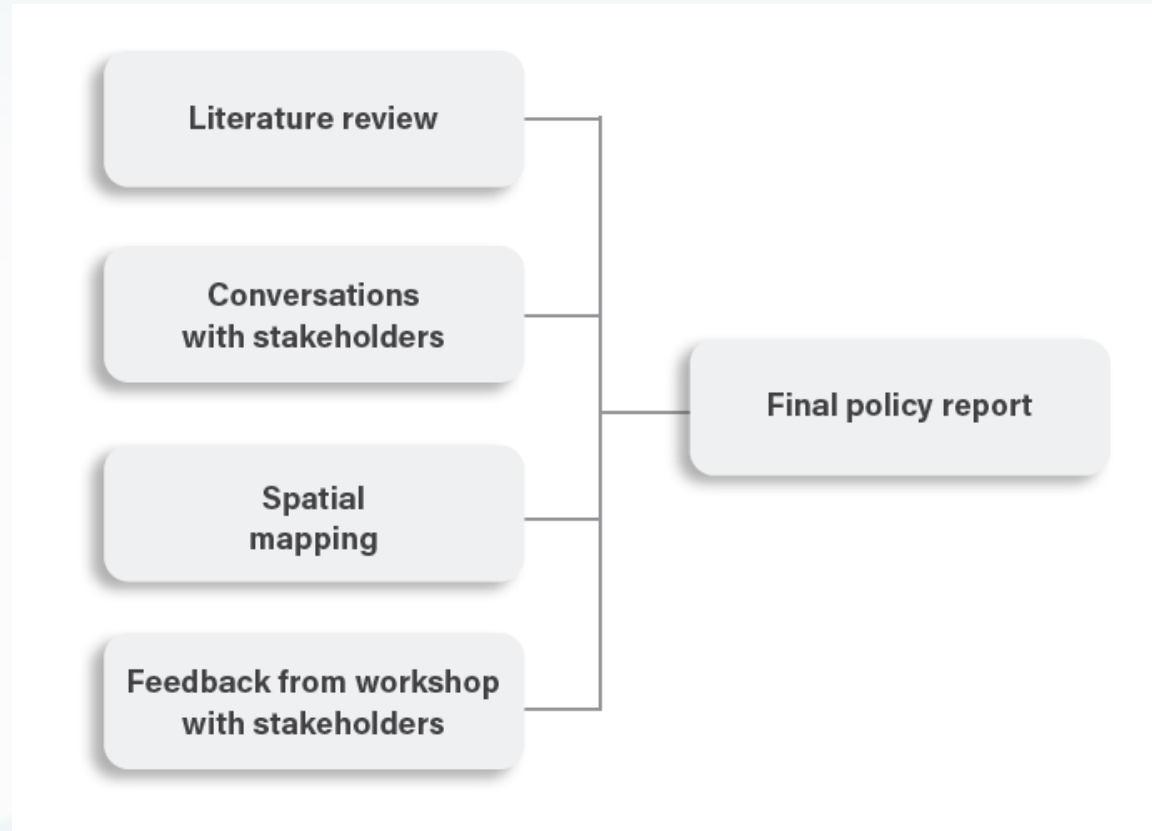 Literature review
Conversations
with stakeholders
Spatial
mapping
Feedback from workshop
with stakeholders
Final policy report